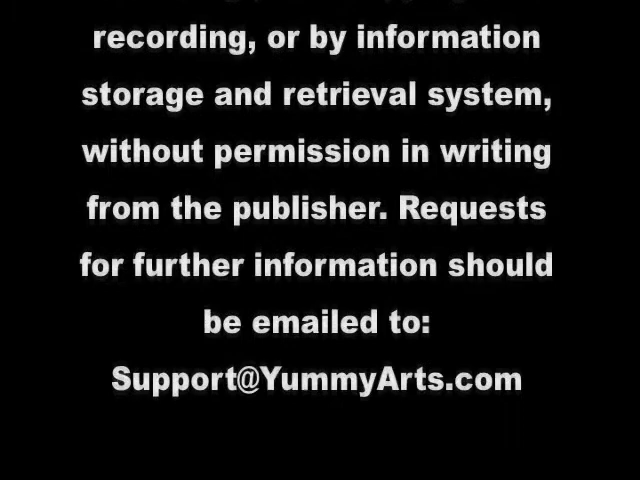 recording, or by information
storage and retrieval system,
without permission in writing
from the publisher. Requests
for further information should
be emailed to:
Support@YummyArts.com